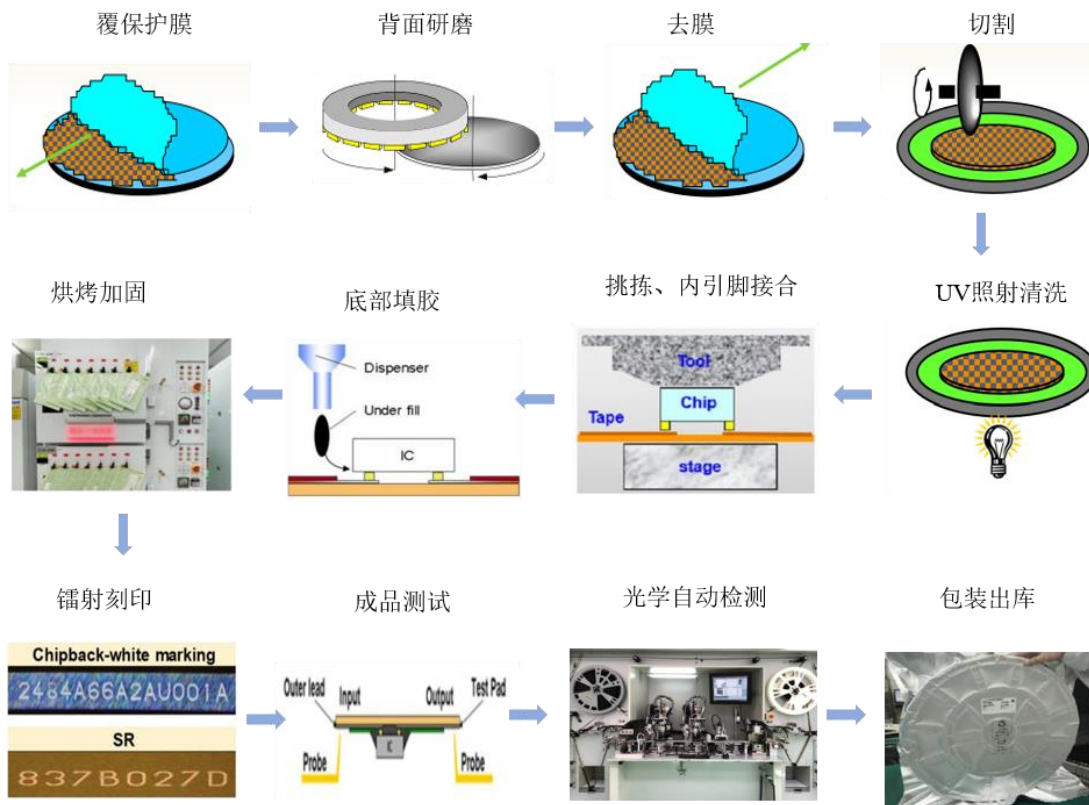 覆保护膜
背面研磨
去膜
切割
UV照射清洗
挑拣、内引脚接合
Tool
Chip
Tape
stage
底部填胶
Dispenser
Under fill
IC
烘烤加固
镭射刻印
Chipback-white marking
2484A66A2AU001A
SR
837B027D
成品测试
Outer lead
Input
Output
Test Pad
Probe
Probe
光学自动检测
包装出库